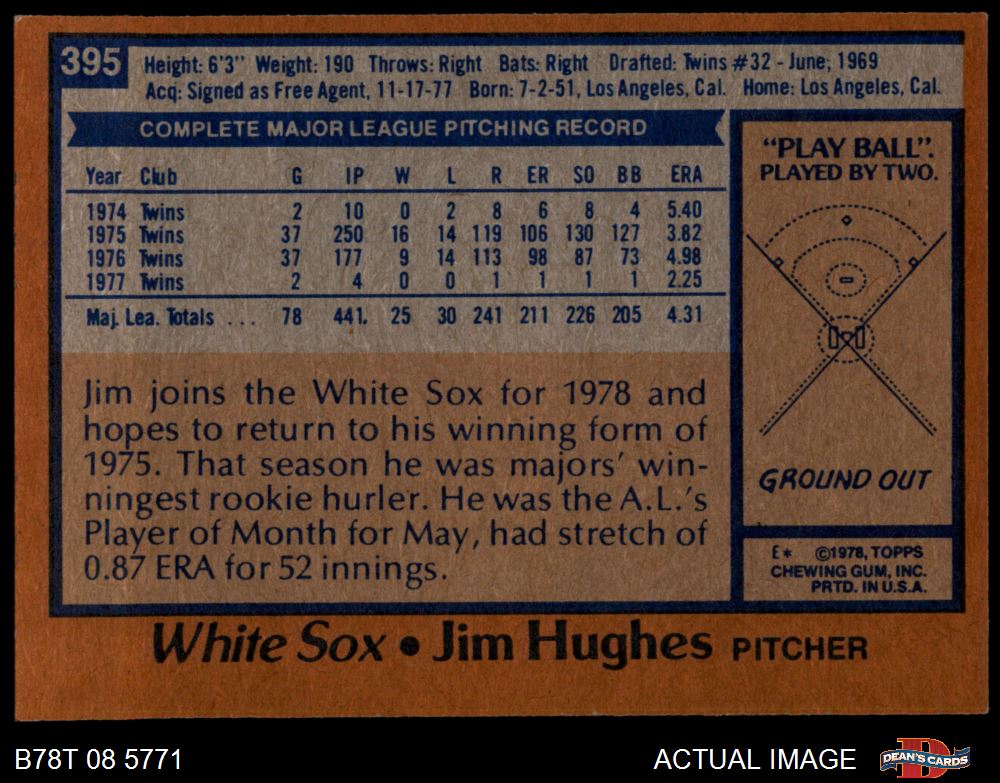 395
Height: 6'3" Weight: 190 Throws: Right Bats: Right Drafted: Twins #32 - June, 1969
Acq: Signed as Free Agent, 11-17-77 Born: 7-2-51, Los Angeles, Cal. Home: Los Angeles, Cal.
COMPLETE MAJOR LEAGUE PITCHING RECORD
Year Club G IP W L R ER SO BB ERA
1974 Twins 2 10 0 2 8 6 8 4 5.40
1975 Twins 37 250 16 14 119 106 130 127 3.82
1976 Twins 37 177 9 14 113 98 87 73 4.98
1977 Twins 2 4 0 0 1 1 1 1 2.25
Maj. Lea. Totals ... 78 441. 25 30 241 211 226 205 4.31
Jim joins the White Sox for 1978 and
hopes to return to his winning form of
1975. That season he was majors' win-
ningest rookie hurler. He was the A.L.'s
Player of Month for May, had stretch of
0.87 ERA for 52 innings.
"PLAY BALL".
PLAYED BY TWO.
GROUND OUT
E* ©1978, TOPPS
CHEWING GUM, INC.
PRTD. IN U.S.A.
White Sox • Jim Hughes PITCHER
B78T 08 5771
ACTUAL IMAGE
DEAN'S CARDS